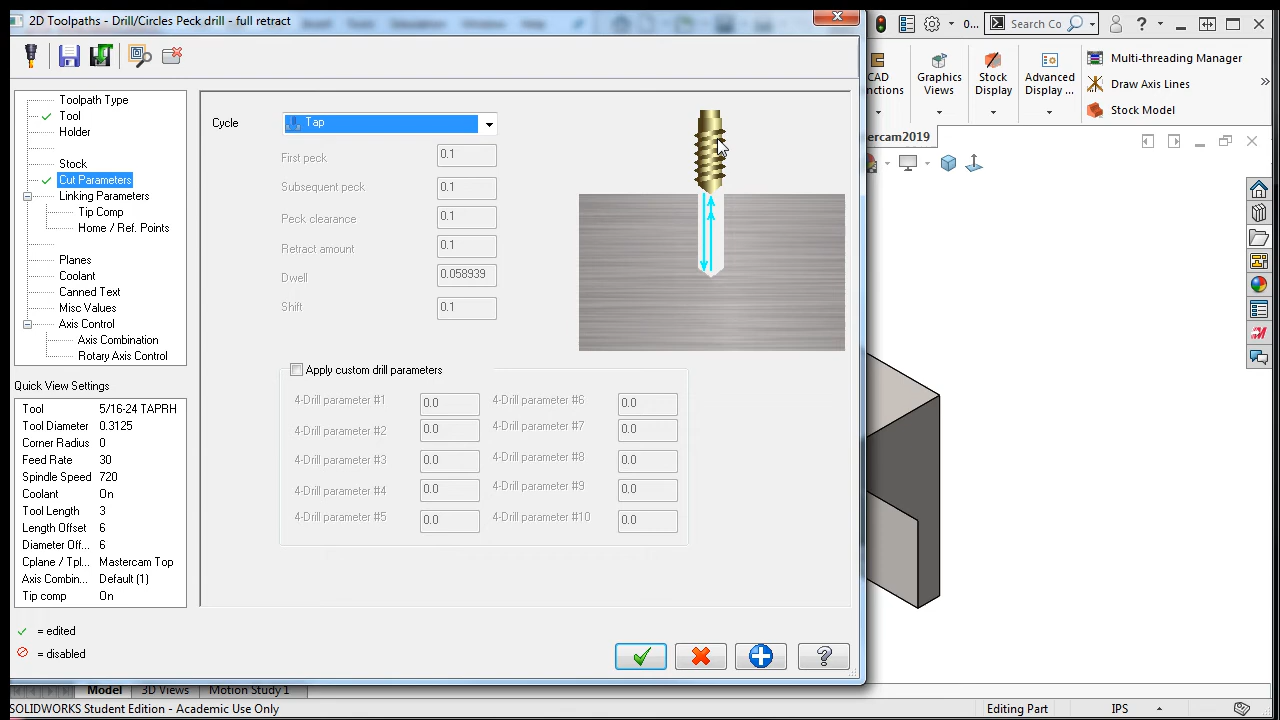 2D Toolpaths - Drill/Circles Peck drill - full retract
0...
Search Co
CAD
nctions
Graphics
Views
Stock
Display
Advanced
Display ...
Multi-threading Manager
Draw Axis Lines
Stock Model
ercam2019
Toolpath Type
Tool
Holder
Stock
Cut Parameters
Linking Parameters
Tip Comp
Home / Ref. Points
Planes
Coolant
Canned Text
Misc Values
Axis Control
Axis Combination
Rotary Axis Control
Cycle
Tap
First peck
0.1
Subsequent peck
0.1
Peck clearance
0.1
Retract amount
0.1
Dwell
0.058939
Shift
0.1
Apply custom drill parameters
4-Drill parameter #1
0.0
4-Drill parameter #6
0.0
4-Drill parameter #2
0.0
4-Drill parameter #7
0.0
4-Drill parameter #3
0.0
4-Drill parameter #8
0.0
4-Drill parameter #4
0.0
4-Drill parameter #9
0.0
4-Drill parameter #5
0.0
4-Drill parameter #10
0.0
Quick View Settings
Tool 5/16-24 TAPRH
Tool Diameter 0.3125
Corner Radius 0
Feed Rate 30
Spindle Speed 720
Coolant On
Tool Length 3
Length Offset 6
Diameter Off... 6
Cplane / Tpl... Mastercam Top
Axis Combin... Default (1)
Tip comp On
= edited
= disabled
Model
3D Views
Motion Study 1
SOLIDWORKS Student Edition - Academic Use Only
Editing Part
IPS